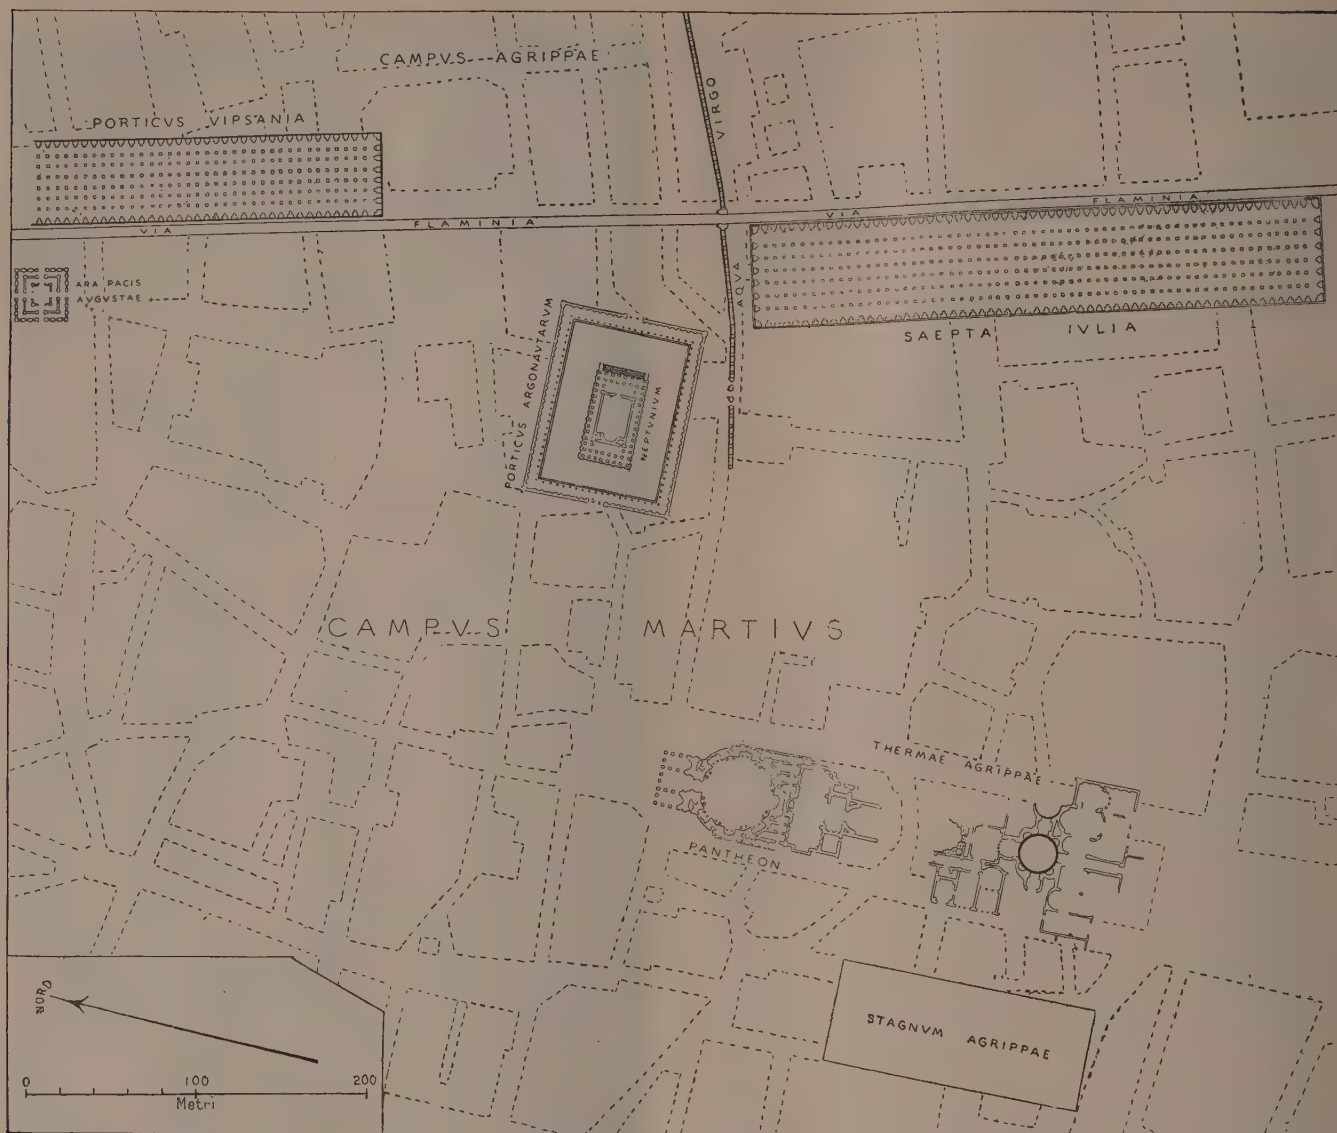 CAMPVS AGRIPPAE
PORTICVS VIPSANIA
VIRGO
VIA
FLAMINIA
VIA
FLAMINIA
AQVA
ARA PACIS
AVGVSTAE
PORTICVS ARGONAVTARVM
NEPTVNIVM
SAEPTA IVLIA
CAMPVS MARTIVS
THERMAE AGRIPPAE
PANTHEON
STAGNVM AGRIPPAE
NORD
0 100 200
Metri